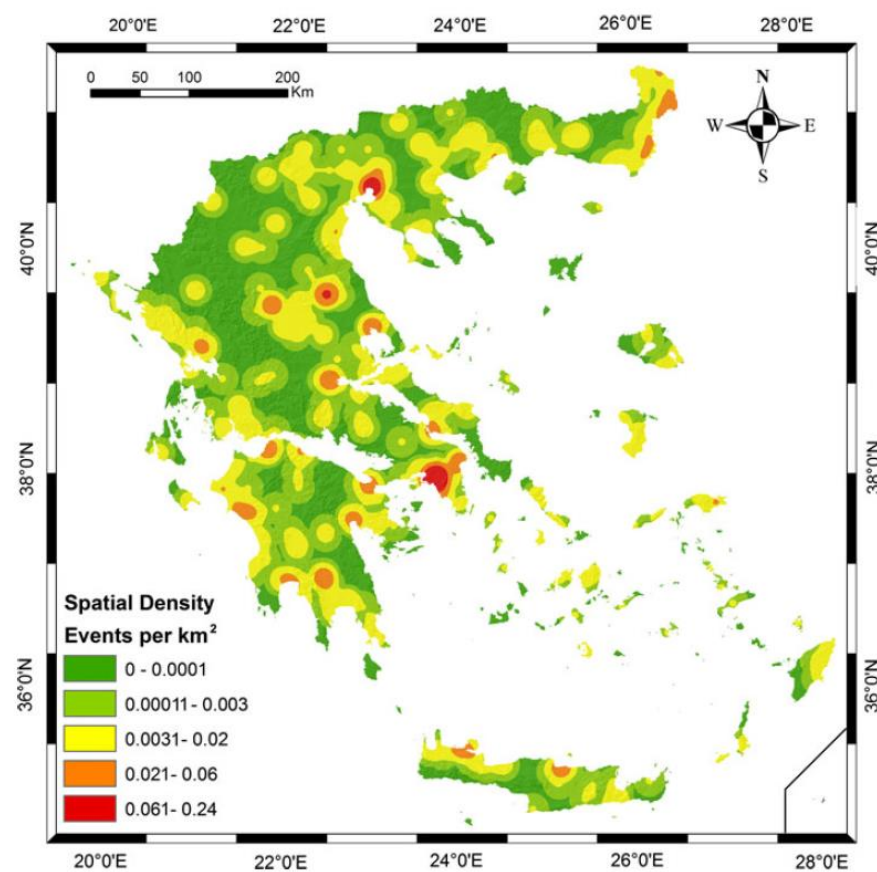 20°0'E 22°0'E 24°0'E 26°0'E 28°0'E
0 50 100 200
Km
N
W E
S
40°0'N 40°0'N
38°0'N 38°0'N
36°0'N 36°0'N
Spatial Density
Events per km²
0 - 0.0001
0.00011- 0.003
0.0031- 0.02
0.021- 0.06
0.061- 0.24
20°0'E 22°0'E 24°0'E 26°0'E 28°0'E